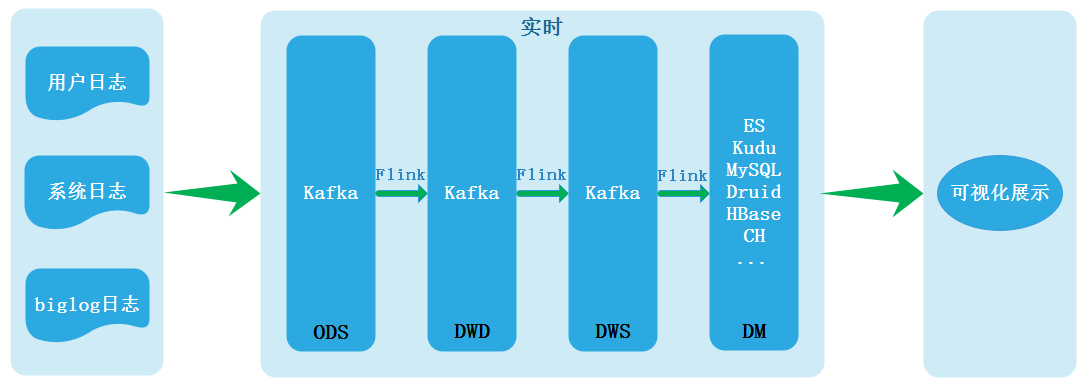 用户日志
系统日志
biglog日志
实时
Kafka
ODS
Flink
Kafka
DWD
Flink
Kafka
DWS
Flink
ES
Kudu
MySQL
Druid
HBase
CH
...
DM
可视化展示